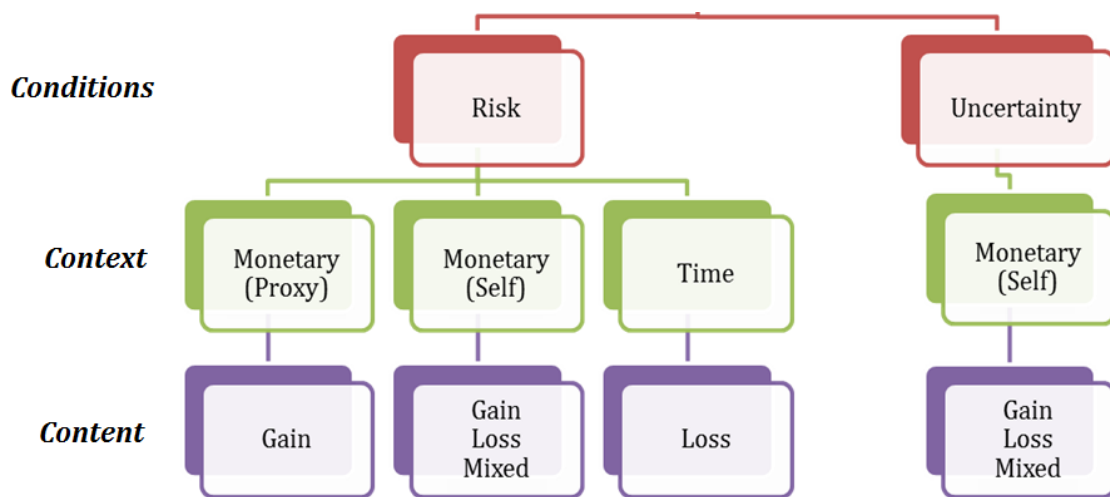 Conditions
Risk
Uncertainty
Context
Monetary
(Proxy)
Monetary
(Self)
Time
Monetary
(Self)
Content
Gain
Gain
Loss
Mixed
Loss
Gain
Loss
Mixed